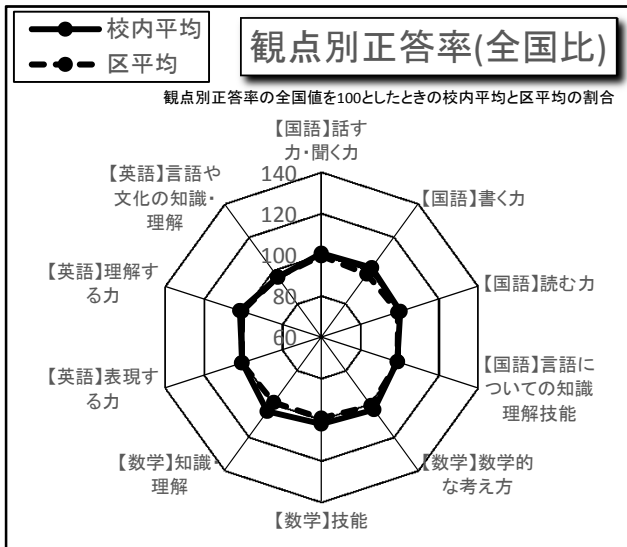 校内平均
区平均
観点別正答率(全国比)
観点別正答率の全国値を100としたときの校内平均と区平均の割合
【国語】話す
力・聞く力
【国語】書く力
【国語】読む力
【国語】言語に
ついての知識
理解技能
【数学】数学的
な考え方
【数学】技能
【数学】知識・
理解
【英語】表現す
る力
【英語】理解す
る力
【英語】言語や
文化の知識・
理解
140
120
100
80
60